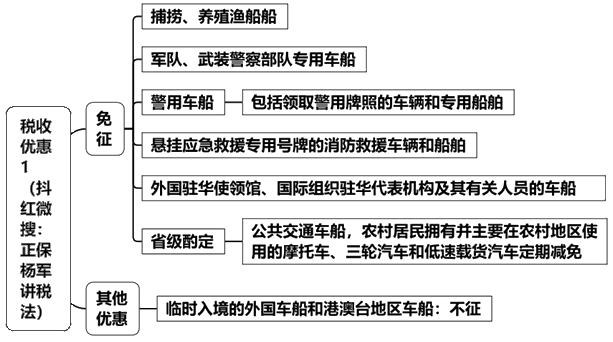 税收
优惠
1
（抖
红微
搜：
正保
杨军
讲税
法）
免
征
捕捞、养殖渔船船
军队、武装警察部队专用车船
警用车船
包括领取警用牌照的车辆和专用船舶
悬挂应急救援专用号牌的消防救援车辆和船舶
外国驻华使领馆、国际组织驻华代表机构及其有关人员的车船
省级酌定
公共交通车船，农村居民拥有并主要在农村地区使
用的摩托车、三轮汽车和低速载货汽车定期减免
其他
优惠
临时入境的外国车船和港澳台地区车船：不征